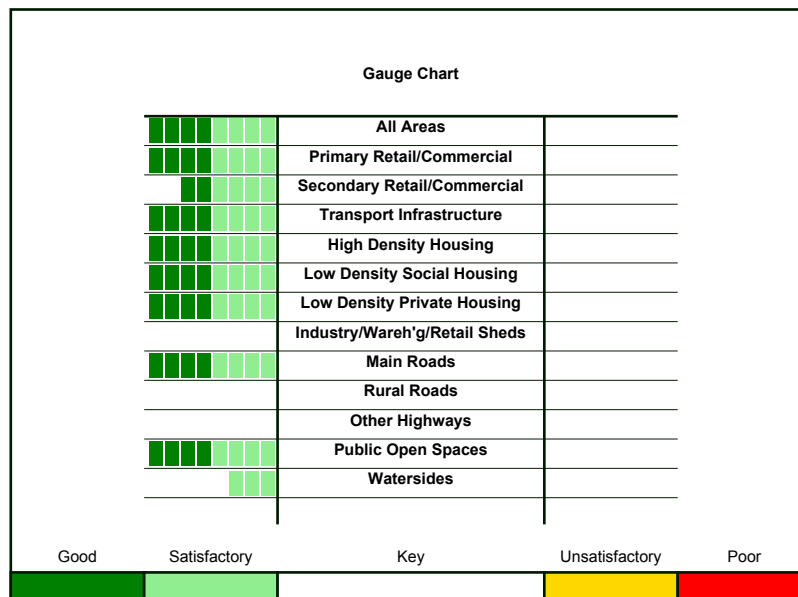 Gauge Chart
All Areas
Primary Retail/Commercial
Secondary Retail/Commercial
Transport Infrastructure
High Density Housing
Low Density Social Housing
Low Density Private Housing
Industry/Wareh'g/Retail Sheds
Main Roads
Rural Roads
Other Highways
Public Open Spaces
Watersides
Good Satisfactory Key Unsatisfactory Poor